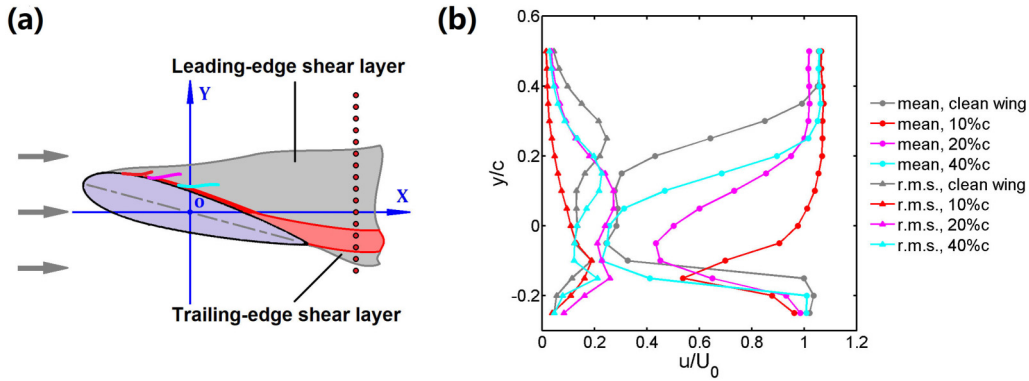 (a)
Leading-edge shear layer
Y
X
o
Trailing-edge shear layer
(b)
y/c
0.4
0.2
0
-0.2
0
0.2
0.4
0.6
0.8
1
1.2
u/U0
mean, clean wing
mean, 10%c
mean, 20%c
mean, 40%c
r.m.s., clean wing
r.m.s., 10%c
r.m.s., 20%c
r.m.s., 40%c